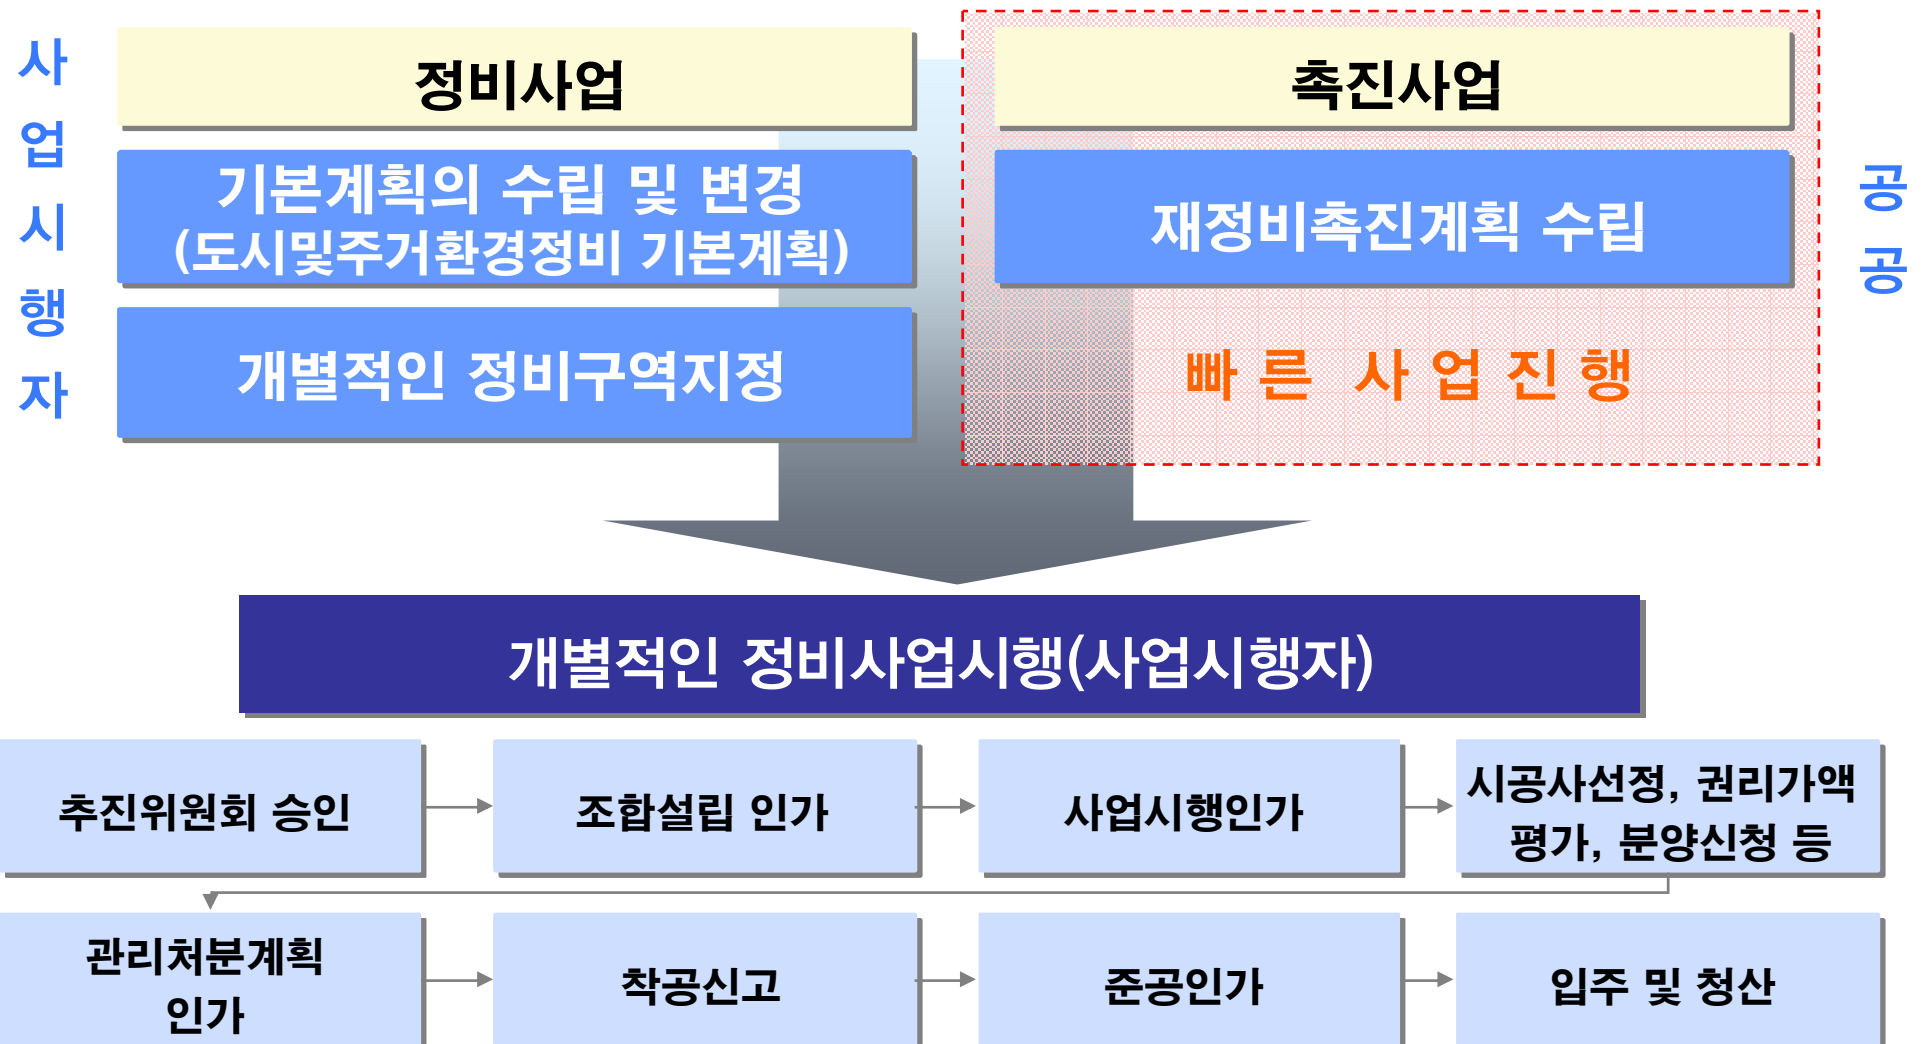 사업시행자
정비사업
기본계획의 수립 및 변경
(도시및주거환경정비 기본계획)
개별적인 정비구역지정
촉진사업
재정비촉진계획 수립
빠른 사업진행
공공
개별적인 정비사업시행(사업시행자)
추진위원회 승인
조합설립 인가
사업시행인가
시공사선정, 권리가액
평가, 분양신청 등
관리처분계획
인가
착공신고
준공인가
입주 및 청산